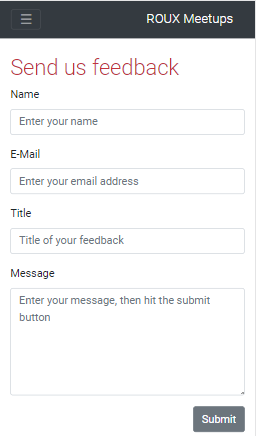 ROUX Meetups
Send us feedback
Name
Enter your name
E-Mail
Enter your email address
Title
Title of your feedback
Message
Enter your message, then hit the submit
button
Submit